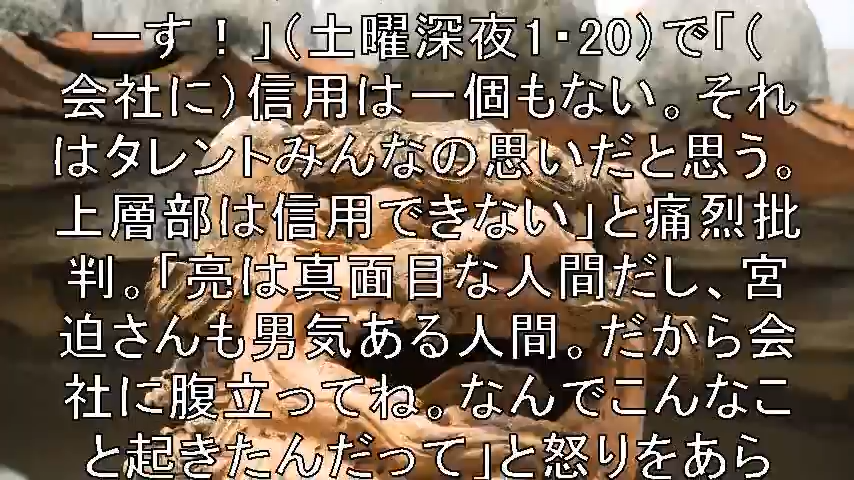 ーす！」（土曜深夜1・20）で「（
会社に）信用は一個もない。それ
はタレントみんなの思いだと思う。
上層部は信用できない」と痛烈批
判。「亮は真面目な人間だし、宮
迫さんも男気ある人間。だから会
社に腹立ってね。なんでこんなこ
と起きたんだって」と怒りをあら